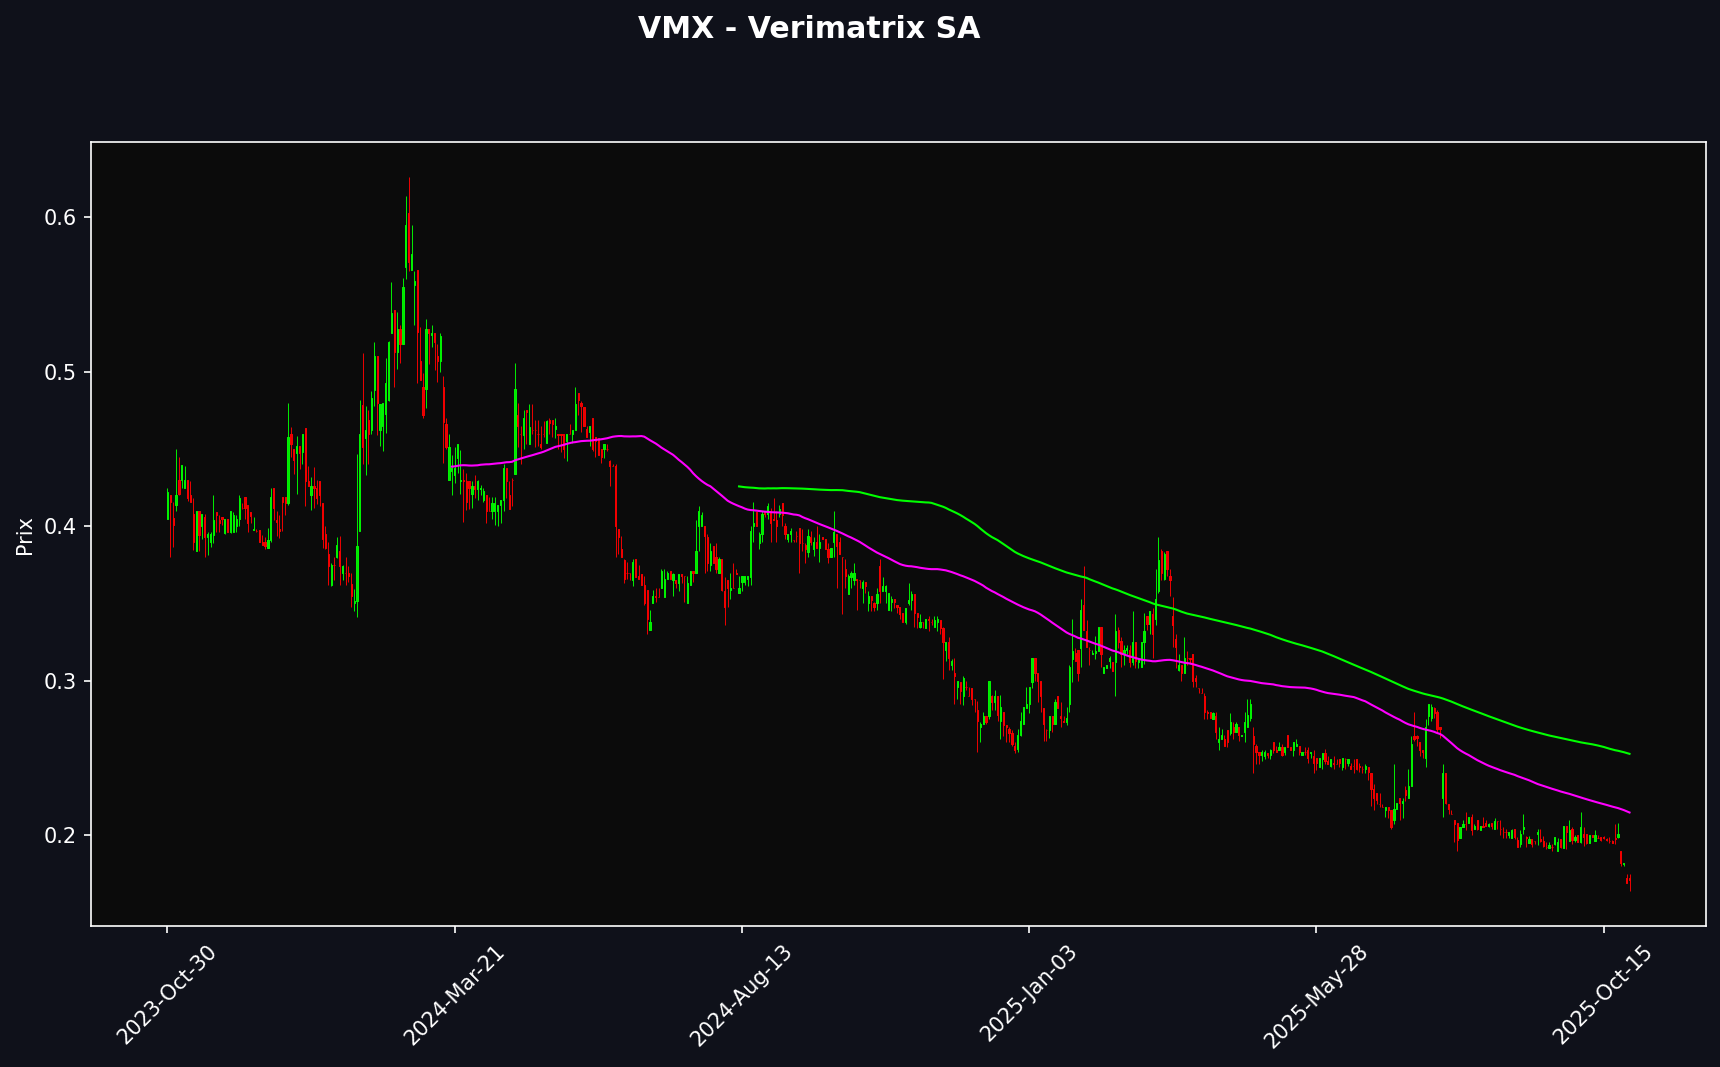 VMX - Verimatrix SA
Prix
0.6
0.5
0.4
0.3
0.2
2023-Oct-30
2024-Mar-21
2024-Aug-13
2025-Jan-03
2025-May-28
2025-Oct-15